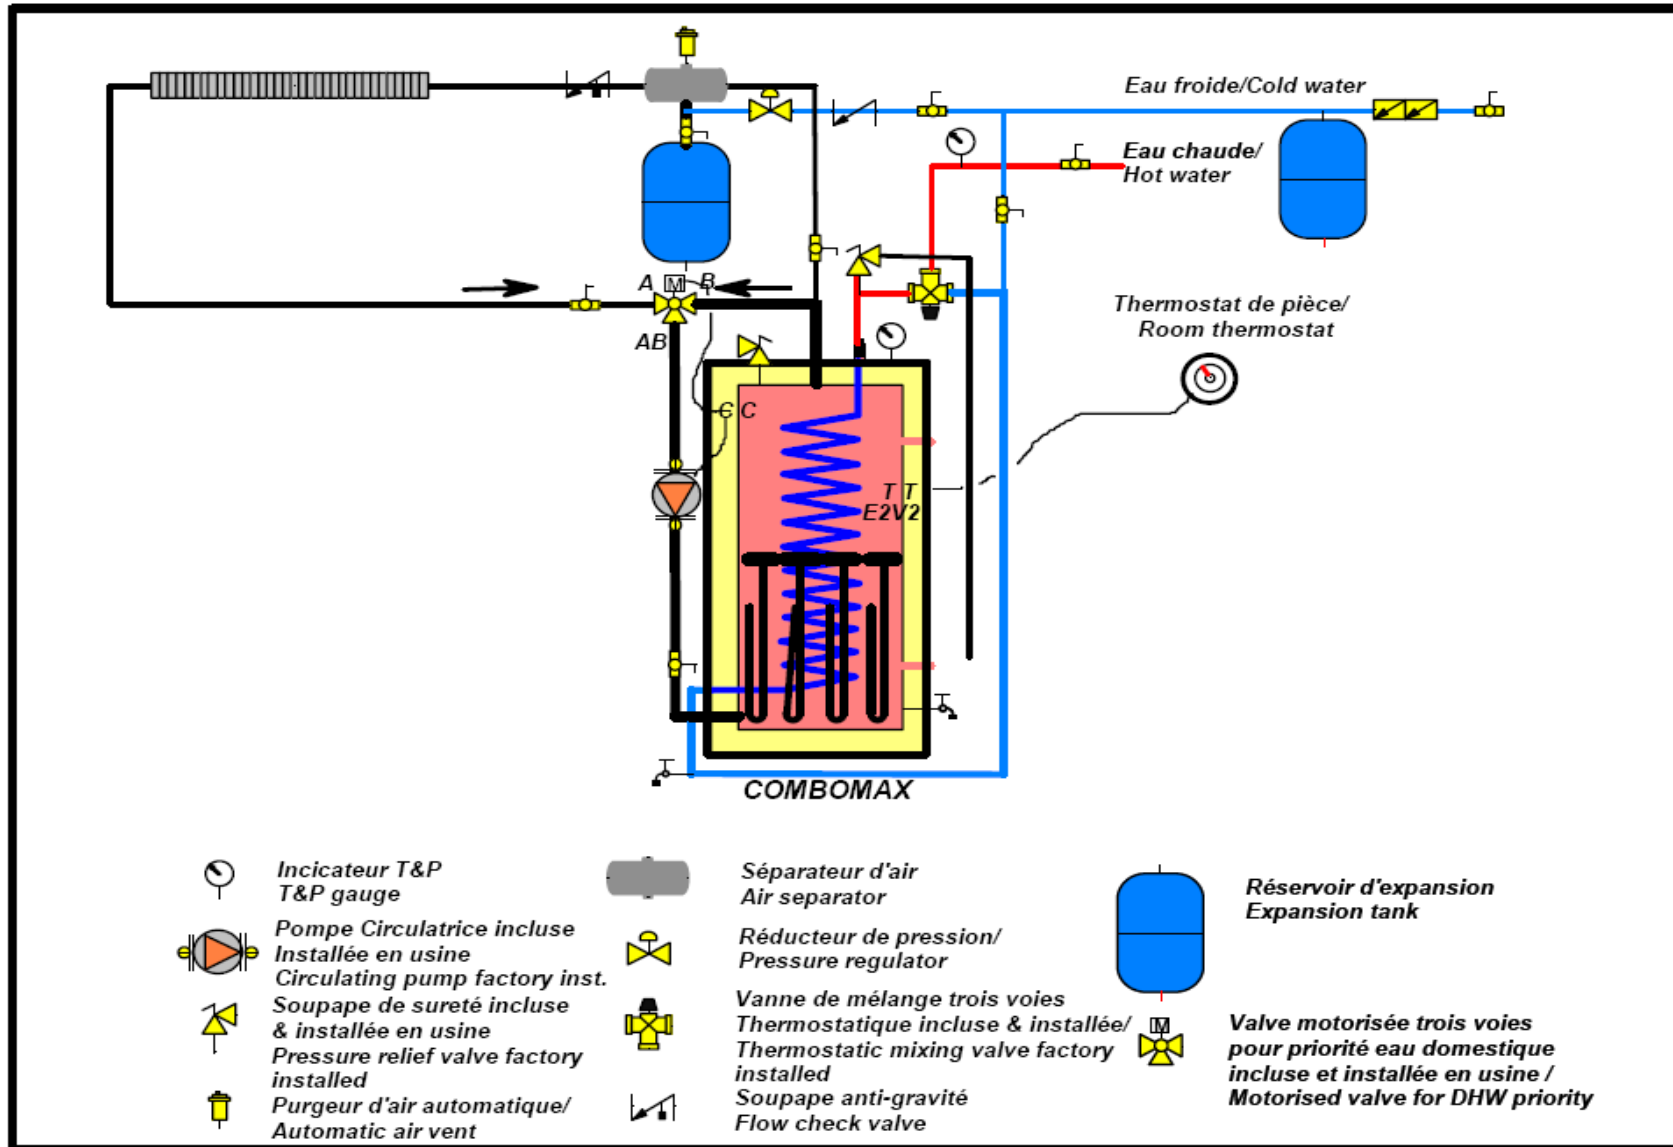 Eau froide/Cold water
Eau chaude/
Hot water
M
A
B
AB
Thermostat de pièce/
Room thermostat
C C
T T
E2V2
COMBOMAX
Incicateur T&P
T&P gauge
Pompe Circulatrice incluse
Installée en usine
Circulating pump factory inst.
Soupape de sureté incluse
& installée en usine
Pressure relief valve factory
installed
Purgeur d'air automatique/
Automatic air vent
Séparateur d'air
Air separator
Réducteur de pression/
Pressure regulator
Vanne de mélange trois voies
Thermostatique incluse & installée/
Thermostatic mixing valve factory
installed
Soupape anti-gravité
Flow check valve
Réservoir d'expansion
Expansion tank
M
Valve motorisée trois voies
pour priorité eau domestique
incluse et installée en usine /
Motorised valve for DHW priority